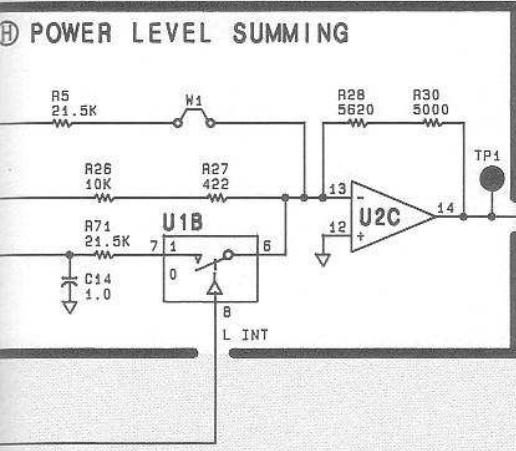 H POWER LEVEL SUMMING
R5
21.5K
W1
R28
5620
R30
5000
TP1
R26
10K
R27
422
13
-
U2C
14
12
+
R71
21.5K
U1B
7
1
6
0
C14
1.0
8
L INT